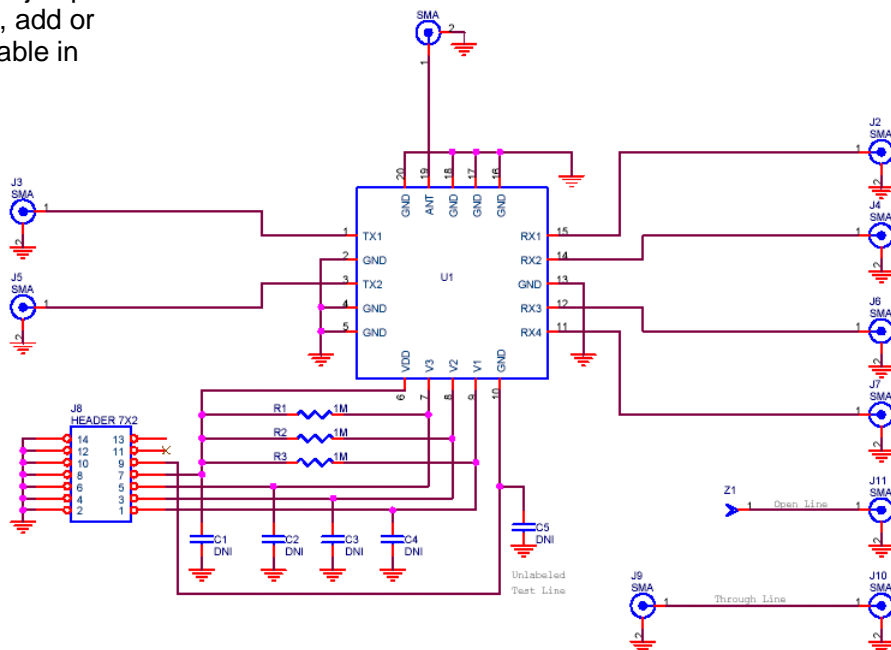 , add or
able in
SMA
2
1
J3
SMA
1
2
J5
SMA
1
2
J2
SMA
1
2
J4
SMA
1
2
J6
SMA
1
2
J7
SMA
1
2
20 19 18 17 16
GND ANT GND GND GND
1 TX1
2 GND
3 TX2
4 GND
5 GND
U1
RX1 15
RX2 14
GND 13
RX3 12
RX4 11
VDD V3 V2 V1 GND
6 7 8 9 10
R1 1M
R2 1M
R3 1M
J8
HEADER 7X2
14 13
12 11
10 9
8 7
6 5
4 3
2 1
C1
DNI
C2
DNI
C3
DNI
C4
DNI
C5
DNI
Unlabeled
Test Line
Z1
1 Open Line 1
J11
SMA
2
J9
SMA
1 Through Line 1
2
J10
SMA
2